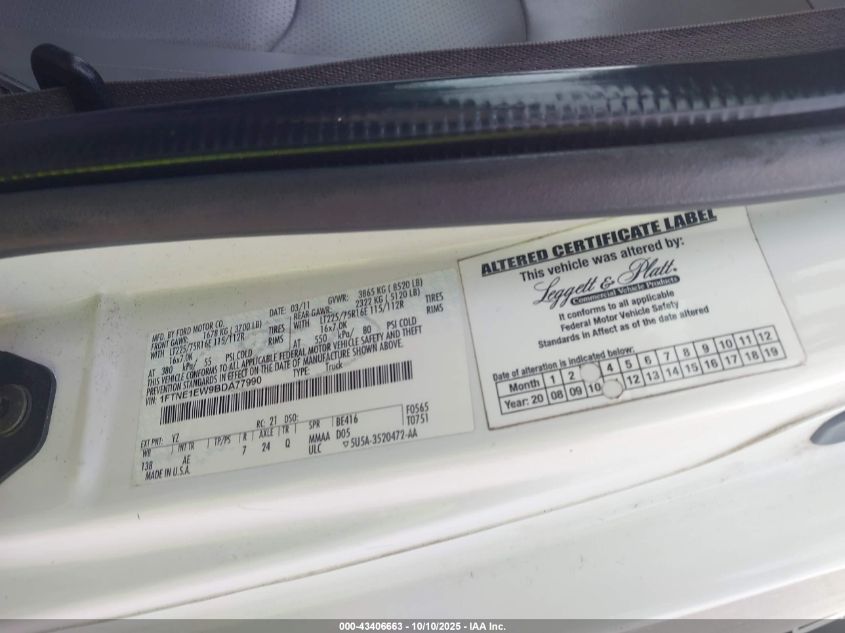 MFD. BY FORD MOTOR CO.
DATE: 03/11 GVWR: 3865 KG ( 8520 LB)
FRONT GAWR: 1678 KG ( 3700 LB) REAR GAWR: 2322 KG ( 5120 LB)
WITH LT225/75R16E 115/112R TIRES WITH LT225/75R16E 115/112R TIRES
16x7.0K RIMS 16x7.0K RIMS
AT 380 kPa/ 55 PSI COLD AT 550 kPa/ 80 PSI COLD
THIS VEHICLE CONFORMS TO ALL APPLICABLE FEDERAL MOTOR VEHICLE SAFETY AND THEFT
PREVENTION STANDARDS IN EFFECT ON THE DATE OF MANUFACTURE SHOWN ABOVE.
VIN: 1FTNE1EW9BDA77990
TYPE: Truck
EXT PNT: YZ RC: 21 DSO: F0565
WB INT TR TP/PS R AXLE TR SPR BE416 T0751
138 AE 7 24 Q MMAA D05
MADE IN U.S.A. ULC 5U5A-3520472-AA
ALTERED CERTIFICATE LABEL
This vehicle was altered by:
Leggett & Platt.
Commercial Vehicle Products
It conforms to all applicable
Federal Motor Vehicle Safety
Standards in Affect as of the date altered
Date of alteration is indicated below:
Month 1 2 4 5 6 7 8 9 10 11 12
Year: 20 08 09 10 12 13 14 15 16 17 18 19
000-43406663 - 10/10/2025 - IAA Inc.